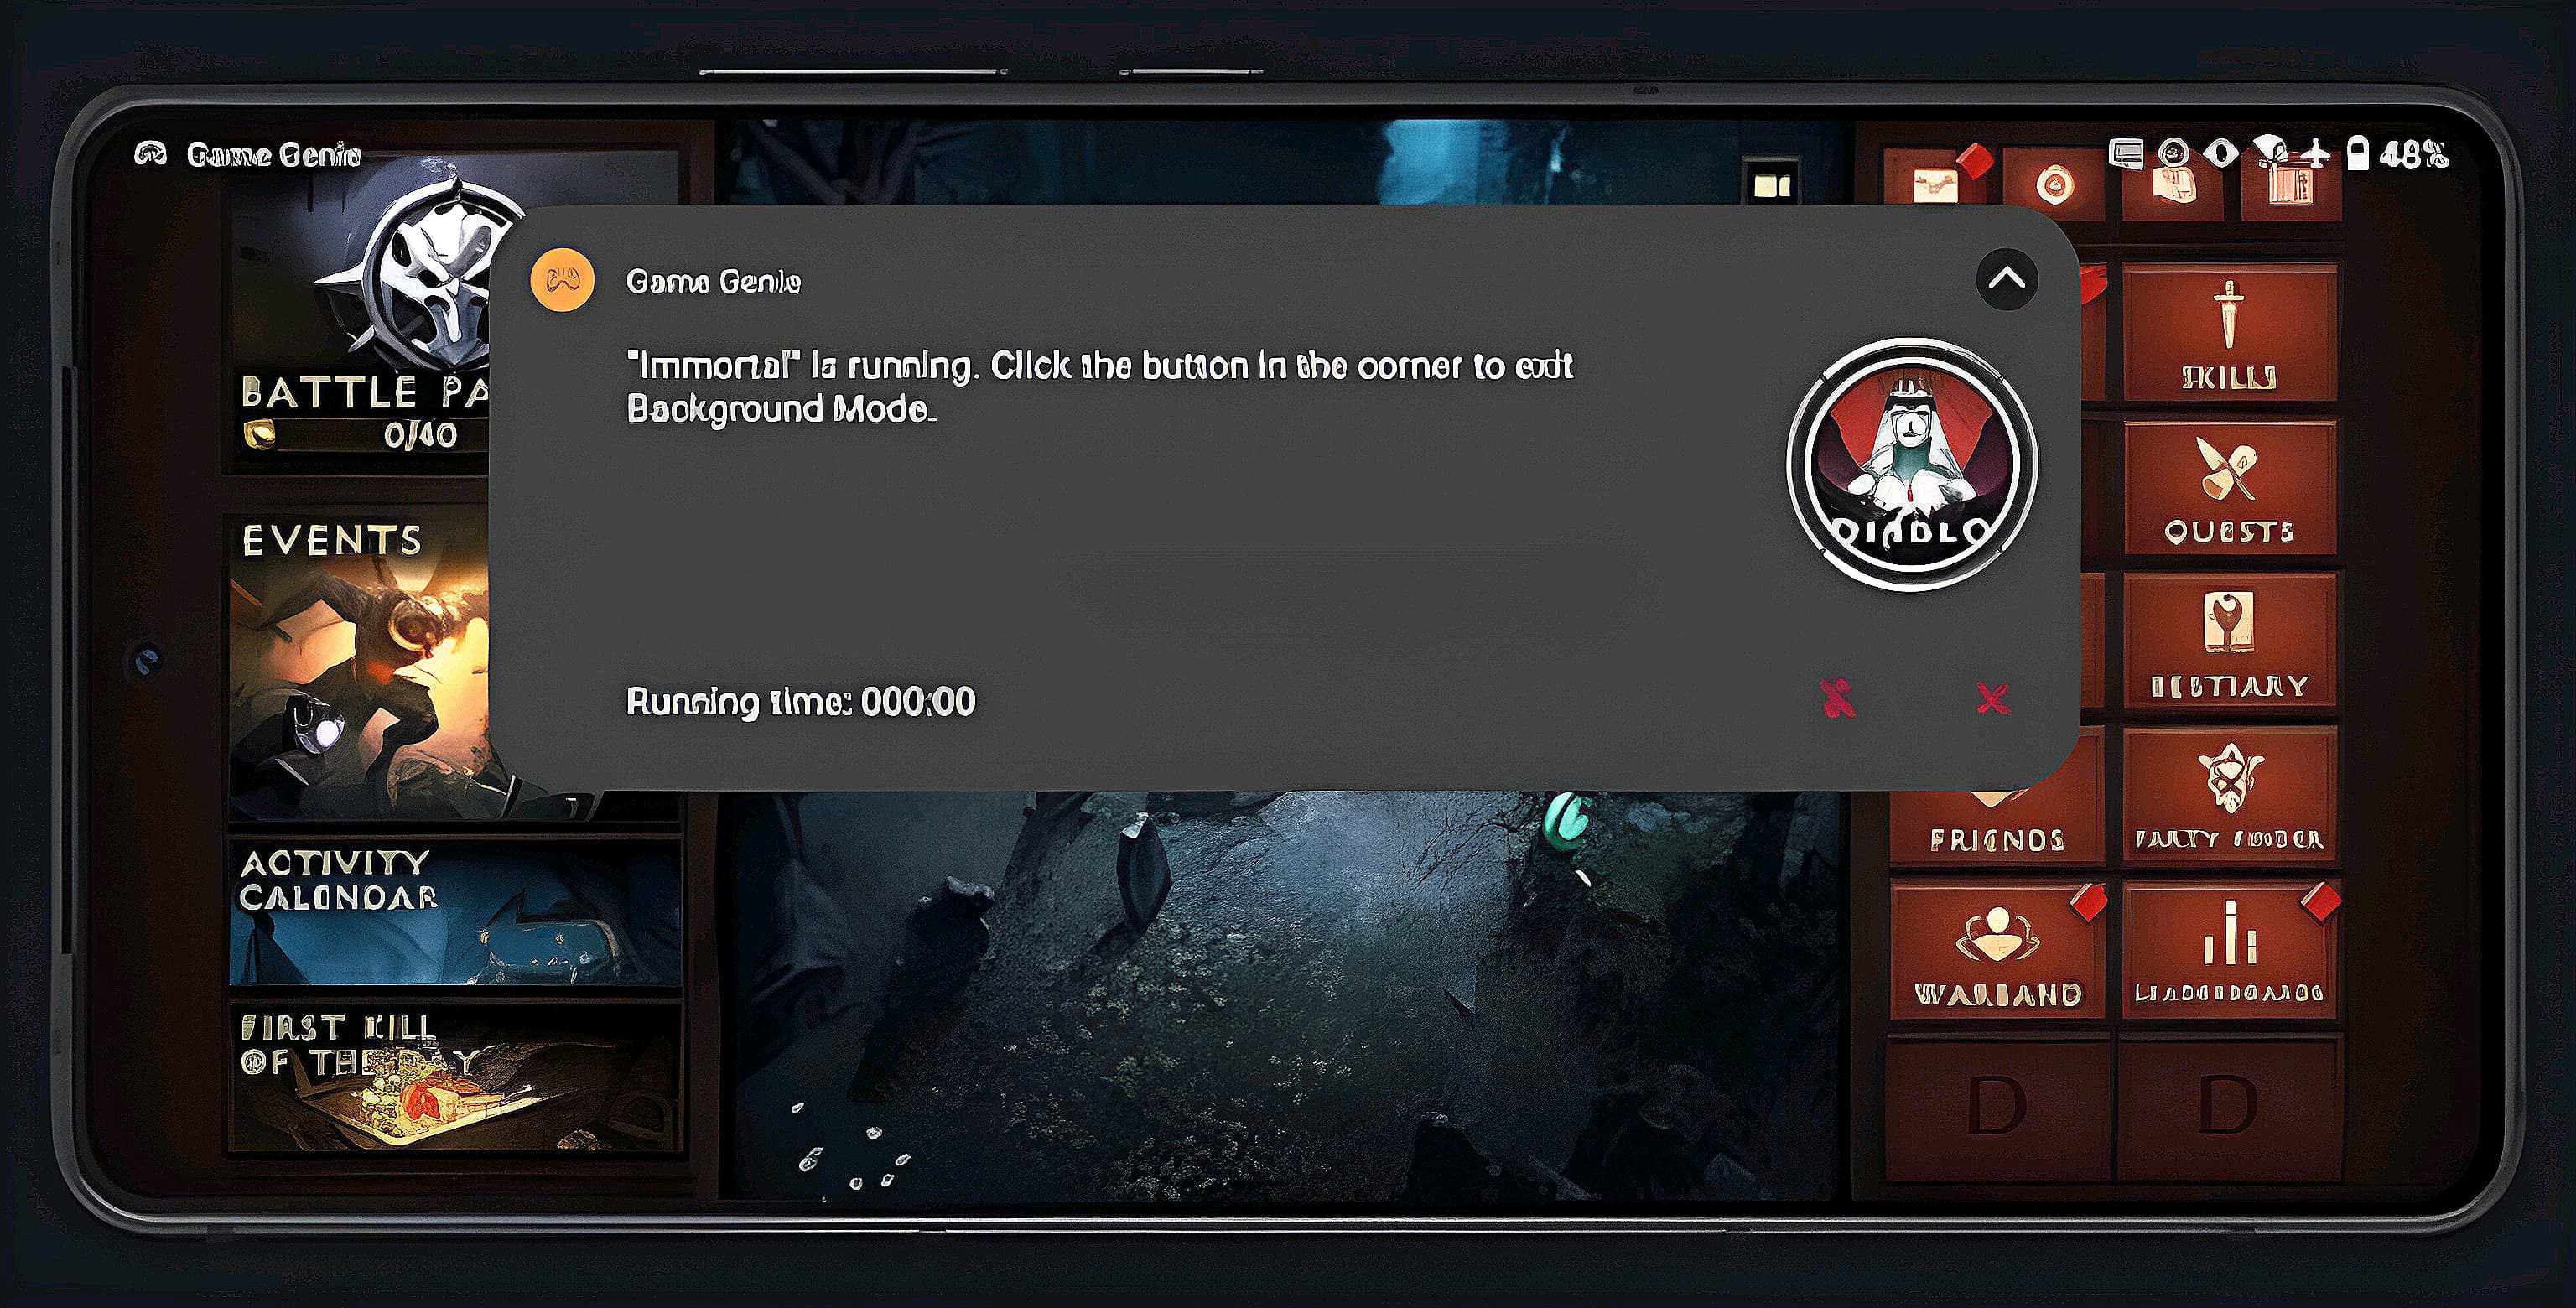 Game Genie
48%
Game Genie
"Immortal" is running. Click the button in the corner to exit
Background Mode.
DIABLO
Running time: 000:00
BATTLE PA
0/40
EVENTS
ACTIVITY
CALENDAR
FIRST KILL
OF THE
SKILLS
QUESTS
BESTIARY
FRIENDS
PARTY FINDER
WARBAND
LEADERBOARDS
D
D